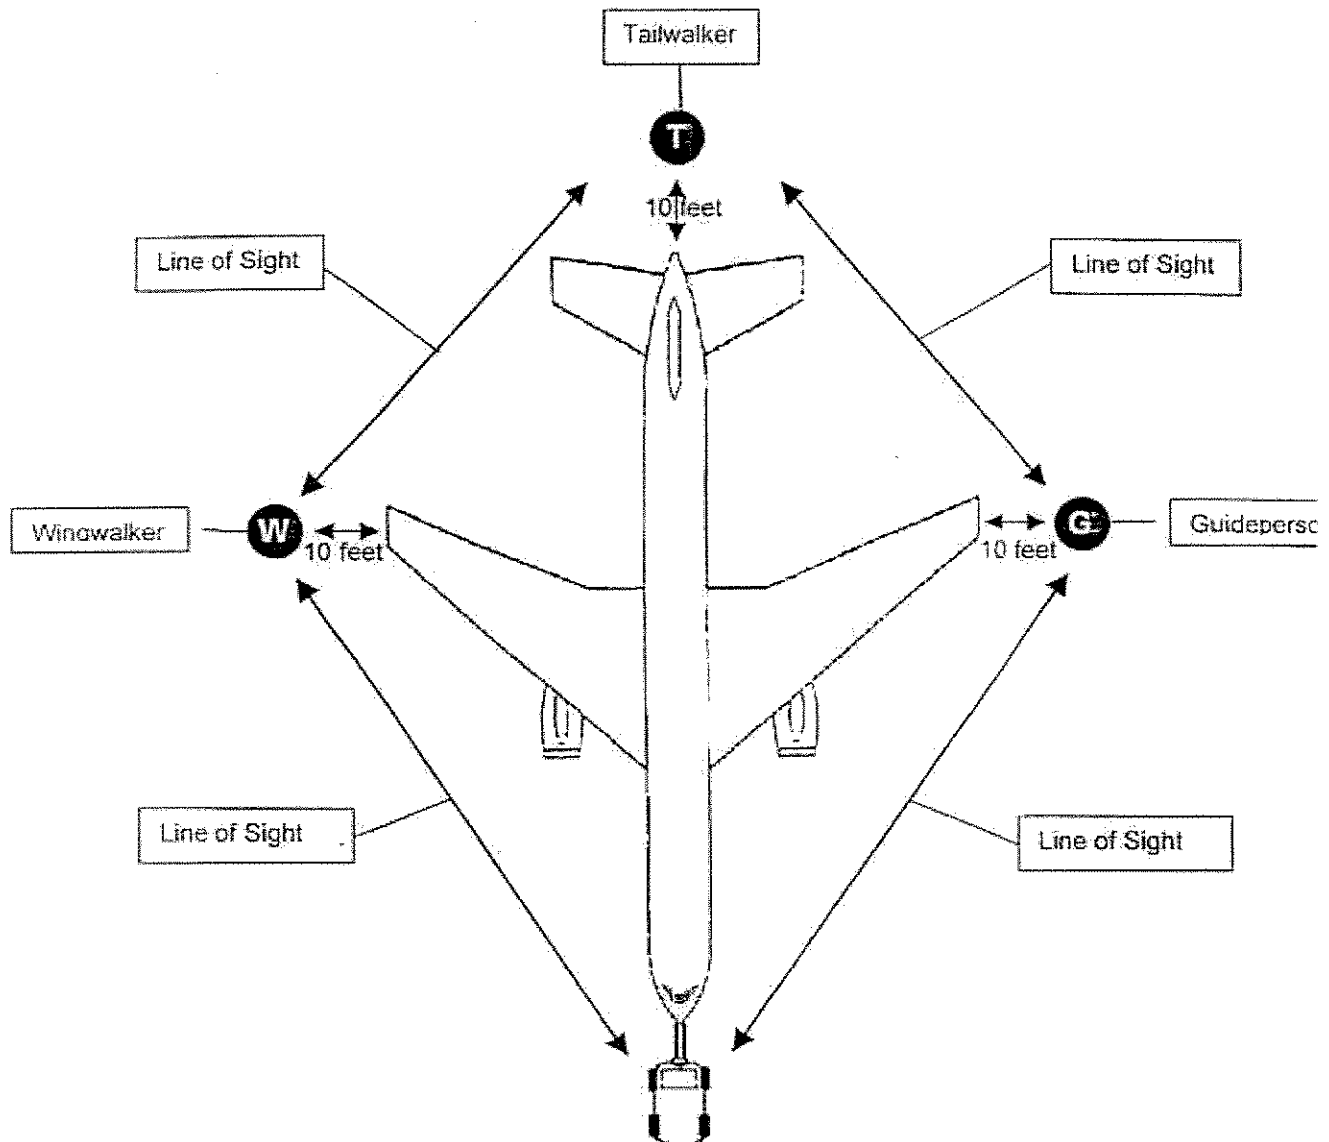 Tailwalker
T
10 feet
Line of Sight
Line of Sight
Wingwalker
W
10 feet
10 feet
G
Guideperso
Line of Sight
Line of Sight